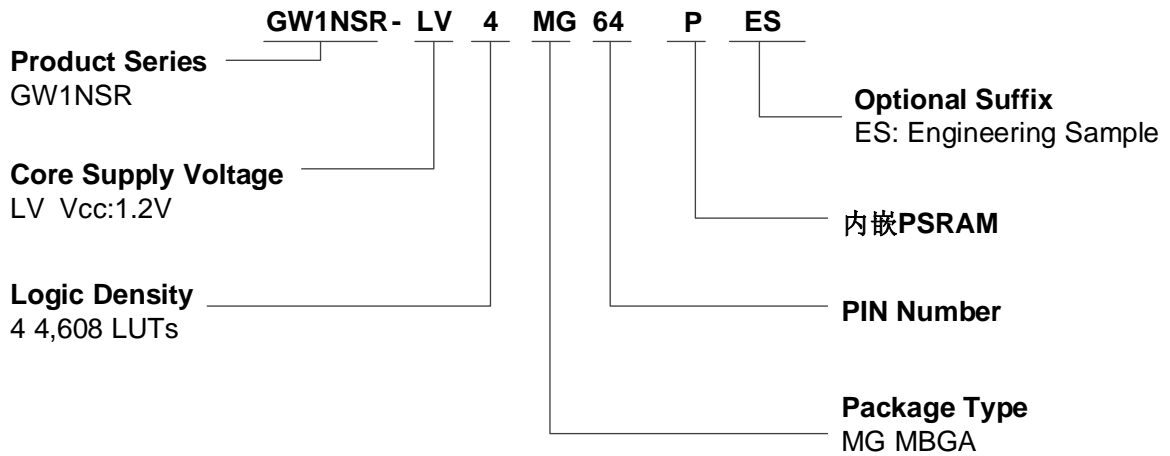 GW1NSR - LV 4 MG 64 P ES
Product Series
GW1NSR
Optional Suffix
ES: Engineering Sample
Core Supply Voltage
LV Vcc:1.2V
内嵌PSRAM
Logic Density
4 4,608 LUTs
PIN Number
Package Type
MG MBGA